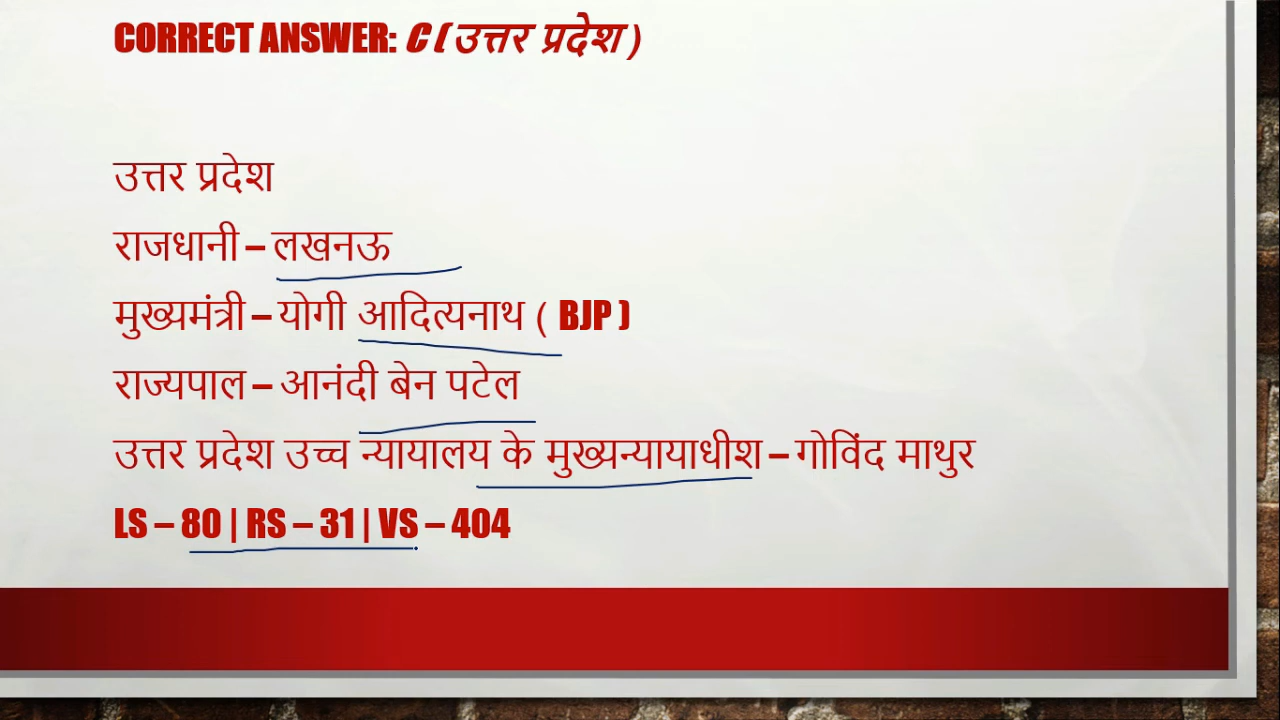 CORRECT ANSWER: C ( उत्तर प्रदेश )
उत्तर प्रदेश
राजधानी – लखनऊ
मुख्यमंत्री – योगी आदित्यनाथ ( BJP )
राज्यपाल – आनंदी बेन पटेल
उत्तर प्रदेश उच्च न्यायालय के मुख्यन्यायाधीश – गोविंद माथुर
LS – 80 | RS – 31 | VS – 404